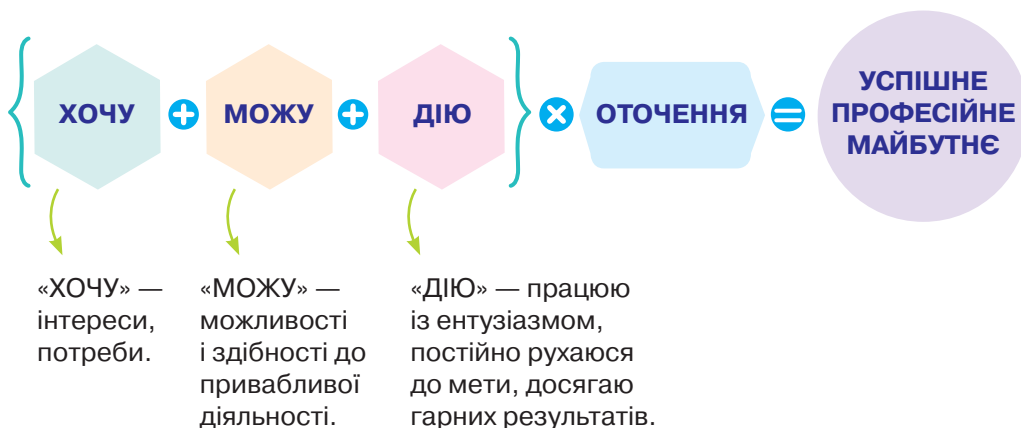 { ХОЧУ + МОЖУ + ДІЮ } × ОТОЧЕННЯ = УСПІШНЕ
ПРОФЕСІЙНЕ
МАЙБУТНЄ
«ХОЧУ» —
інтереси,
потреби.
«МОЖУ» —
можливості
і здібності до
привабливої
діяльності.
«ДІЮ» — працюю
із ентузіазмом,
постійно рухаюся
до мети, досягаю
гарних результатів.